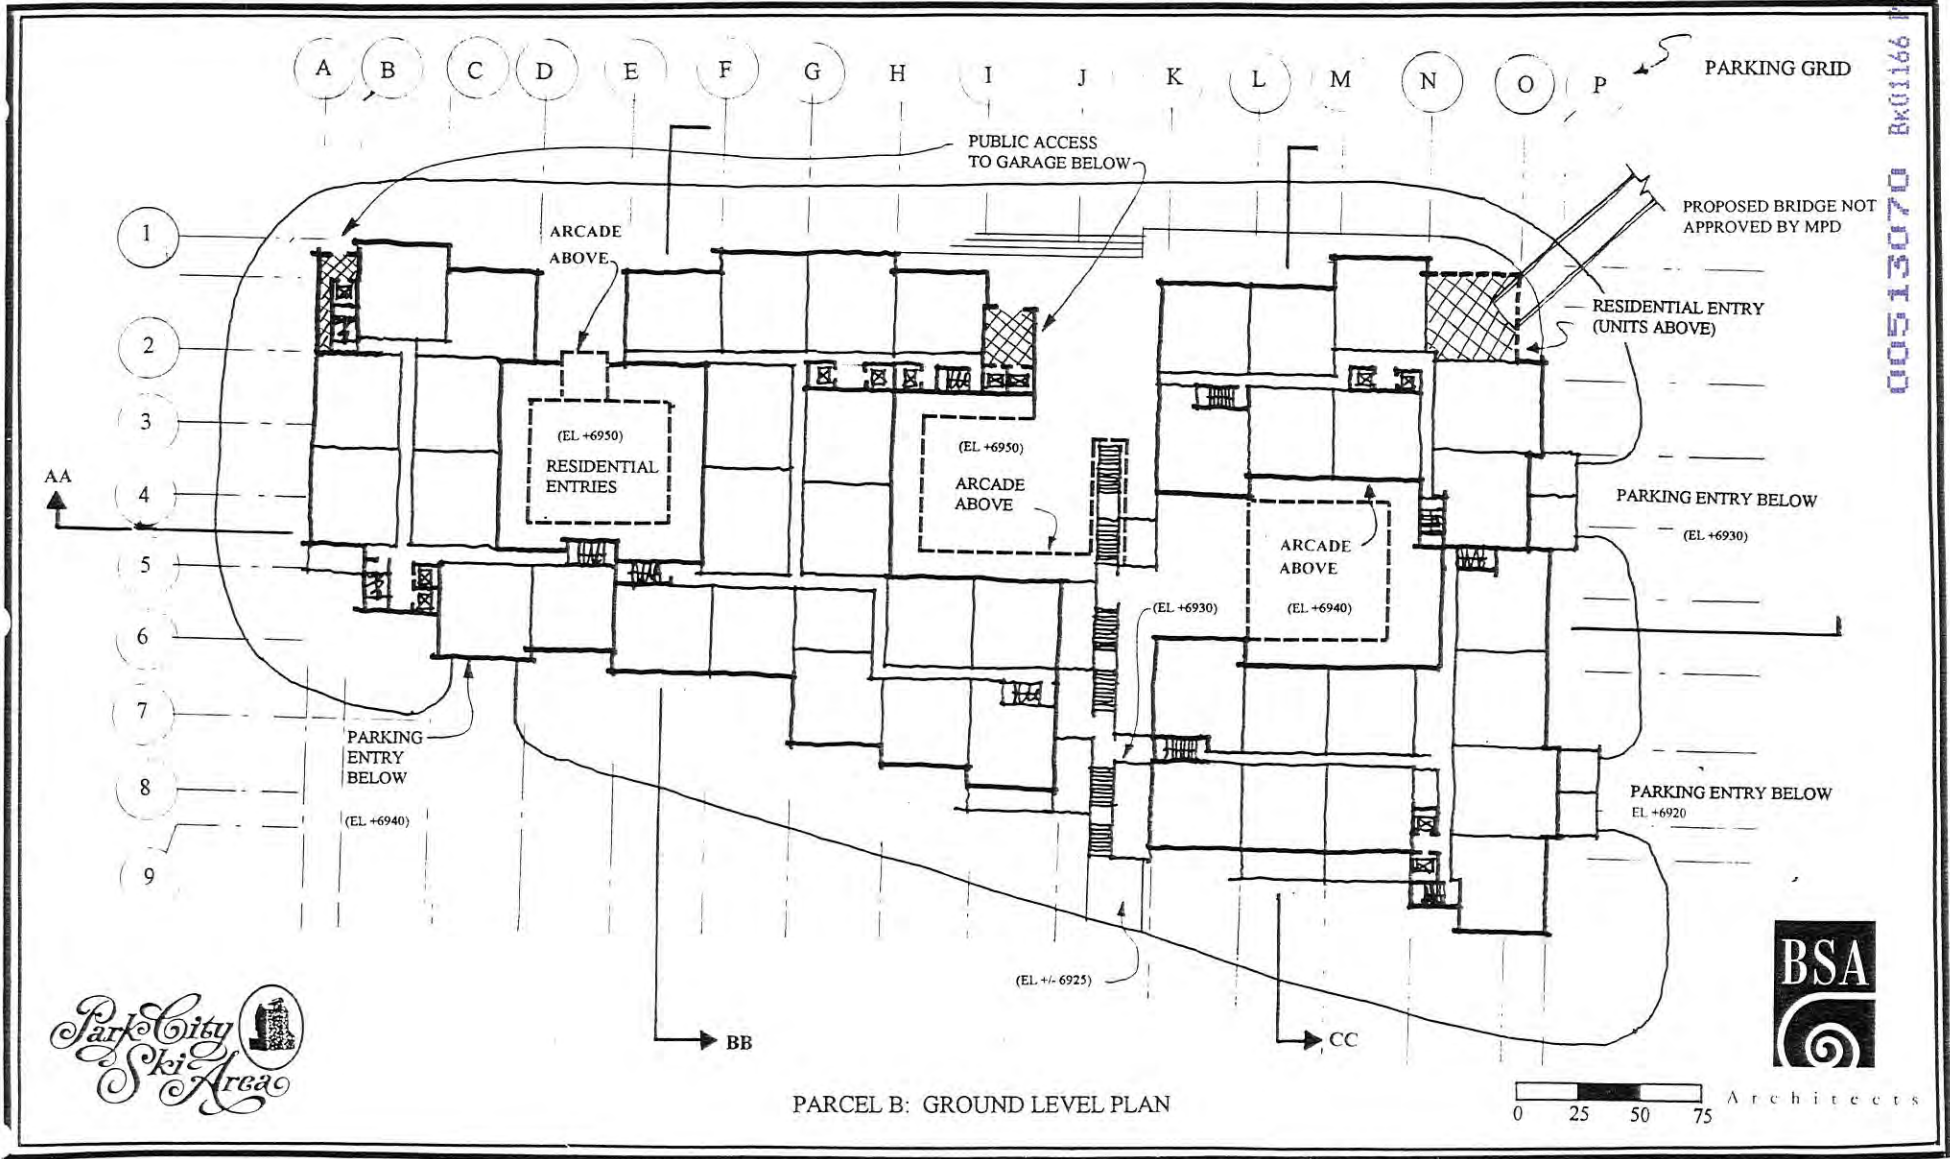 A B C D E F G H I J K L M N O P
PARKING GRID
00513070 BK01166
PUBLIC ACCESS
TO GARAGE BELOW
PROPOSED BRIDGE NOT
APPROVED BY MPD
ARCADE
ABOVE
RESIDENTIAL ENTRY
(UNITS ABOVE)
1
2
3
4
5
6
7
8
9
AA
(EL +6950)
RESIDENTIAL
ENTRIES
(EL +6950)
ARCADE
ABOVE
PARKING ENTRY BELOW
(EL +6930)
ARCADE
ABOVE
(EL +6940)
(EL +6930)
PARKING
ENTRY
BELOW
(EL +6940)
PARKING ENTRY BELOW
EL +6920
(EL +/- 6925)
BB
CC
Park City
Ski Area
BSA
Architects
PARCEL B: GROUND LEVEL PLAN
0 25 50 75